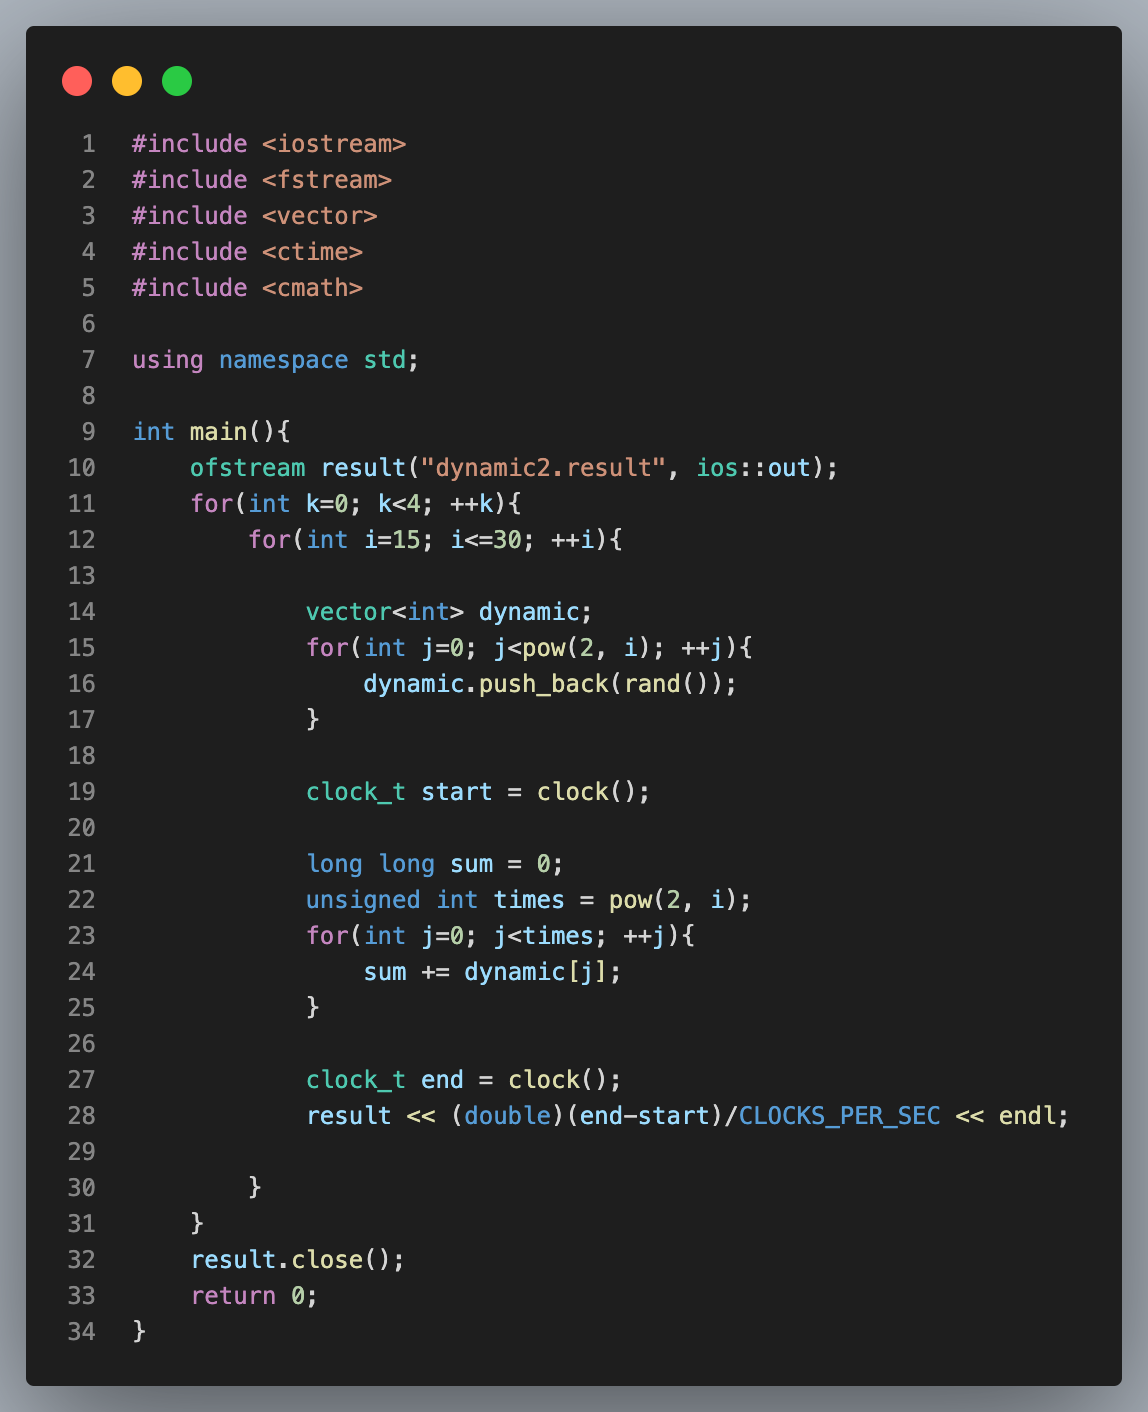 1 #include <iostream>
2 #include <fstream>
3 #include <vector>
4 #include <ctime>
5 #include <cmath>
6
7 using namespace std;
8
9 int main(){
10     ofstream result("dynamic2.result", ios::out);
11     for(int k=0; k<4; ++k){
12         for(int i=15; i<=30; ++i){
13
14             vector<int> dynamic;
15             for(int j=0; j<pow(2, i); ++j){
16                 dynamic.push_back(rand());
17             }
18
19             clock_t start = clock();
20
21             long long sum = 0;
22             unsigned int times = pow(2, i);
23             for(int j=0; j<times; ++j){
24                 sum += dynamic[j];
25             }
26
27             clock_t end = clock();
28             result << (double)(end-start)/CLOCKS_PER_SEC << endl;
29
30         }
31     }
32     result.close();
33     return 0;
34 }